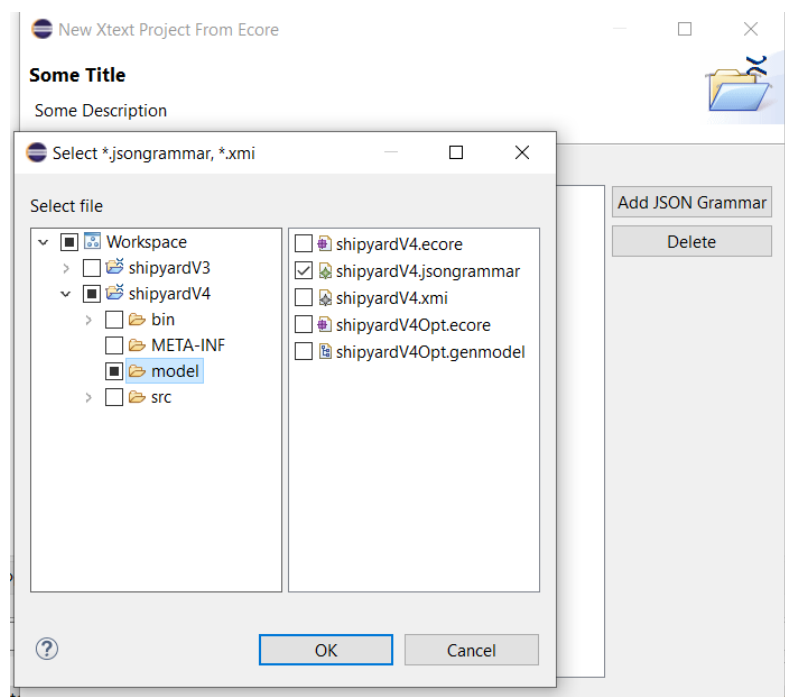 New Xtext Project From Ecore
Some Title
Some Description
Select *.jsongrammar, *.xmi
Select file
Workspace
shipyardV3
shipyardV4
bin
META-INF
model
src
shipyardV4.ecore
shipyardV4.jsongrammar
shipyardV4.xmi
shipyardV4Opt.ecore
shipyardV4Opt.genmodel
Add JSON Grammar
Delete
OK
Cancel